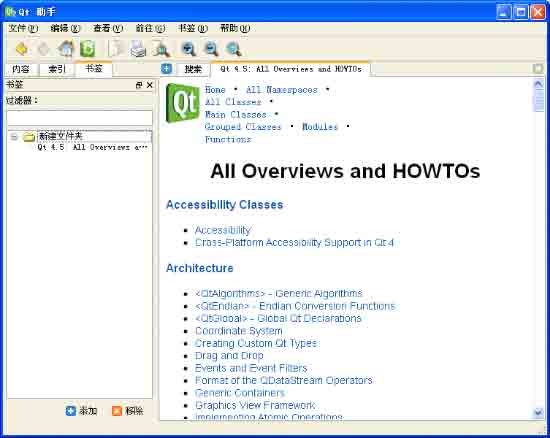 Qt 助手
文件(F) 编辑(E) 查看(V) 前往(G) 书签(B) 帮助(H)
内容 索引 书签 搜索 Qt 4.5: All Overviews and HOWTOs
书签
过滤器：
新建文件夹
Qt 4.5: All Overviews a…
Qt
Home • All Namespaces •
All Classes •
Main Classes •
Grouped Classes • Modules •
Functions
All Overviews and HOWTOs
Accessibility Classes
• Accessibility
• Cross-Platform Accessibility Support in Qt 4
Architecture
• <QtAlgorithms> - Generic Algorithms
• <QtEndian> - Endian Conversion Functions
• <QtGlobal> - Global Qt Declarations
• Coordinate System
• Creating Custom Qt Types
• Drag and Drop
• Events and Event Filters
• Format of the QDataStream Operators
• Generic Containers
• Graphics View Framework
• Implementing Atomic Operations
添加 移除